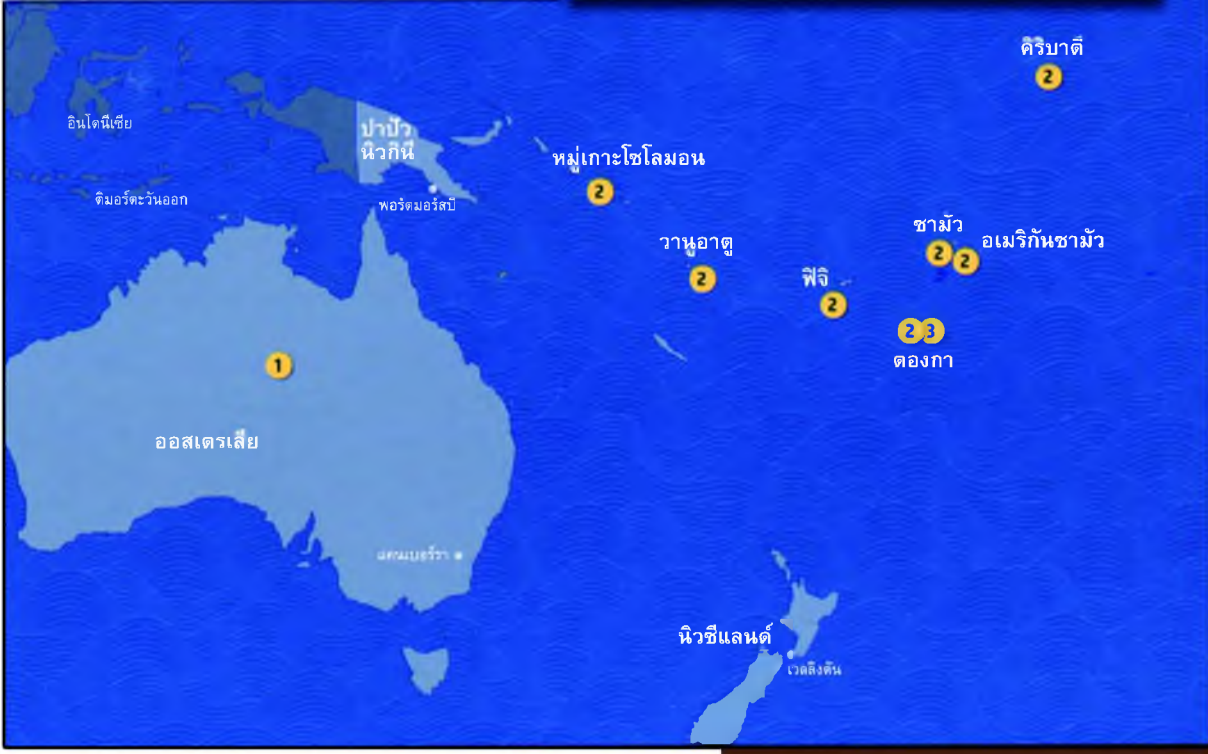 คิริบาตี
2
อินโดนีเซีย
ปาปัว
นิวกินี
หมู่เกาะโซโลมอน
2
ติมอร์ตะวันออก
พอร์ตมอร์สบี
ซามัว
2
อเมริกันซามัว
2
วานูอาตู
2
ฟิจิ
2
2 3
ตองกา
1
ออสเตรเลีย
แคนเบอร์รา
นิวซีแลนด์
เวลลิงตัน